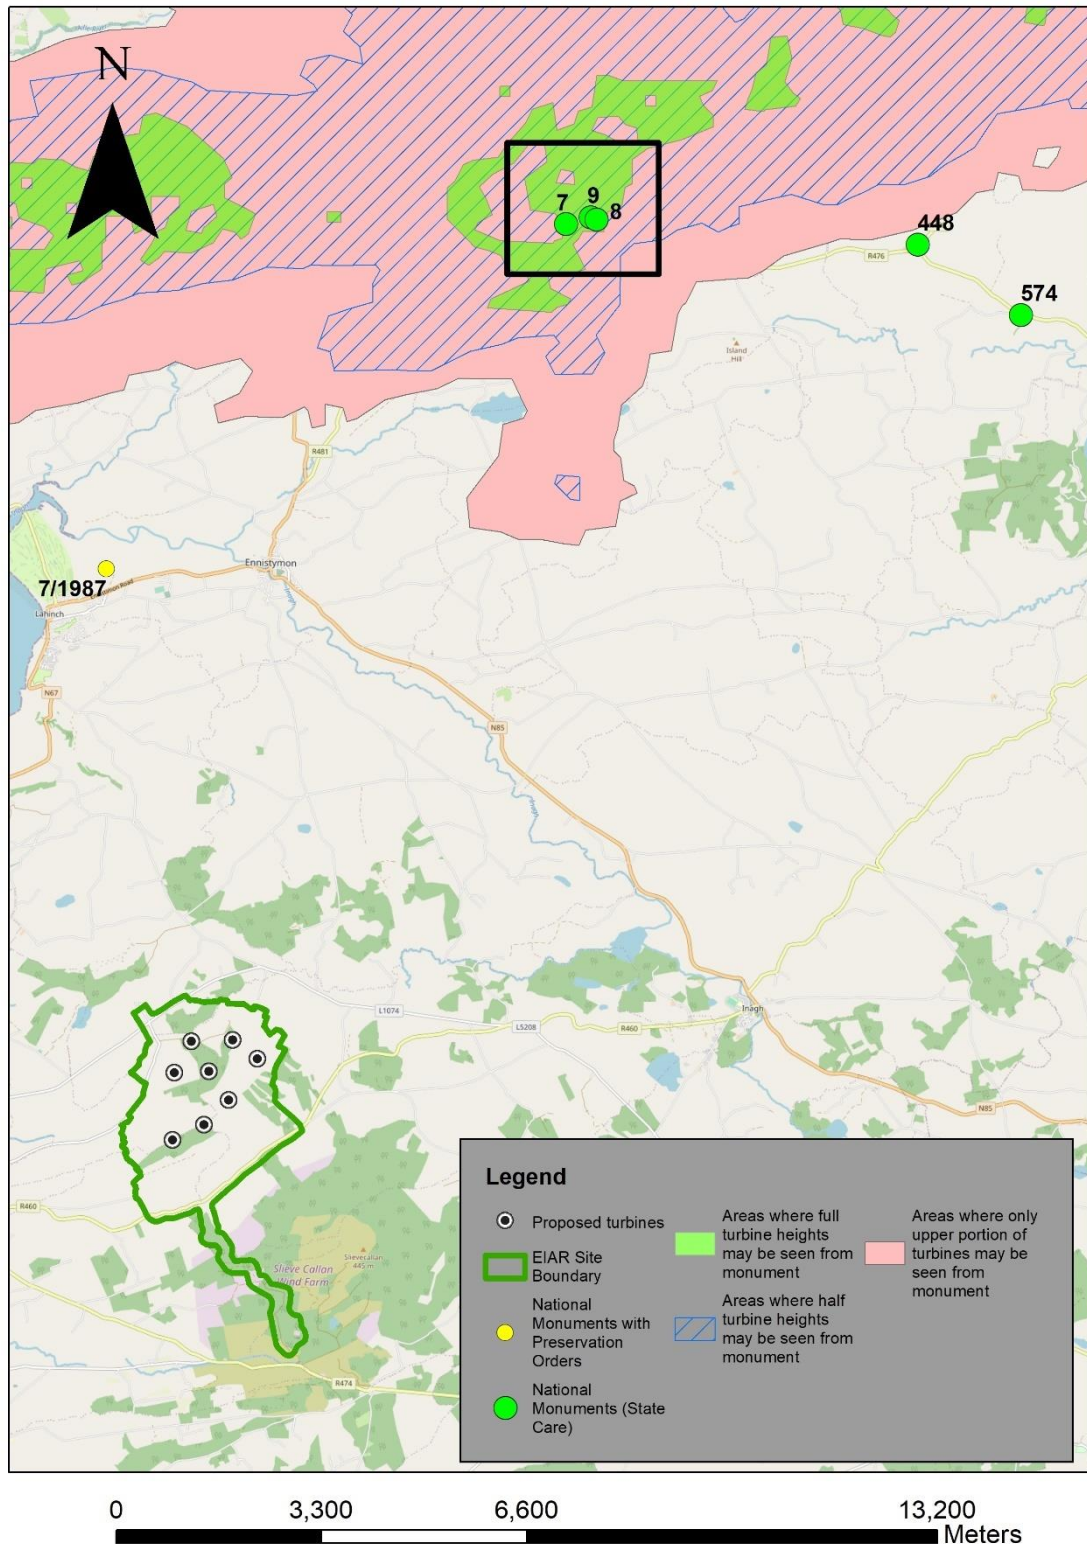 N
7
9
8
448
R476
574
Island
Hill
R481
Ennistymon
7/1987
Lahinch
N67
N85
Inagh
L1074
L5208
R460
Inagh
N85
R460
Slievecallan
445 m
Slieve Callan
Wind Farm
R474
Legend
Proposed turbines
EIAR Site
Boundary
National
Monuments with
Preservation
Orders
National
Monuments (State
Care)
Areas where full
turbine heights
may be seen from
monument
Areas where half
turbine heights
may be seen from
monument
Areas where only
upper portion of
turbines may be
seen from
monument
0
3,300
6,600
13,200
Meters